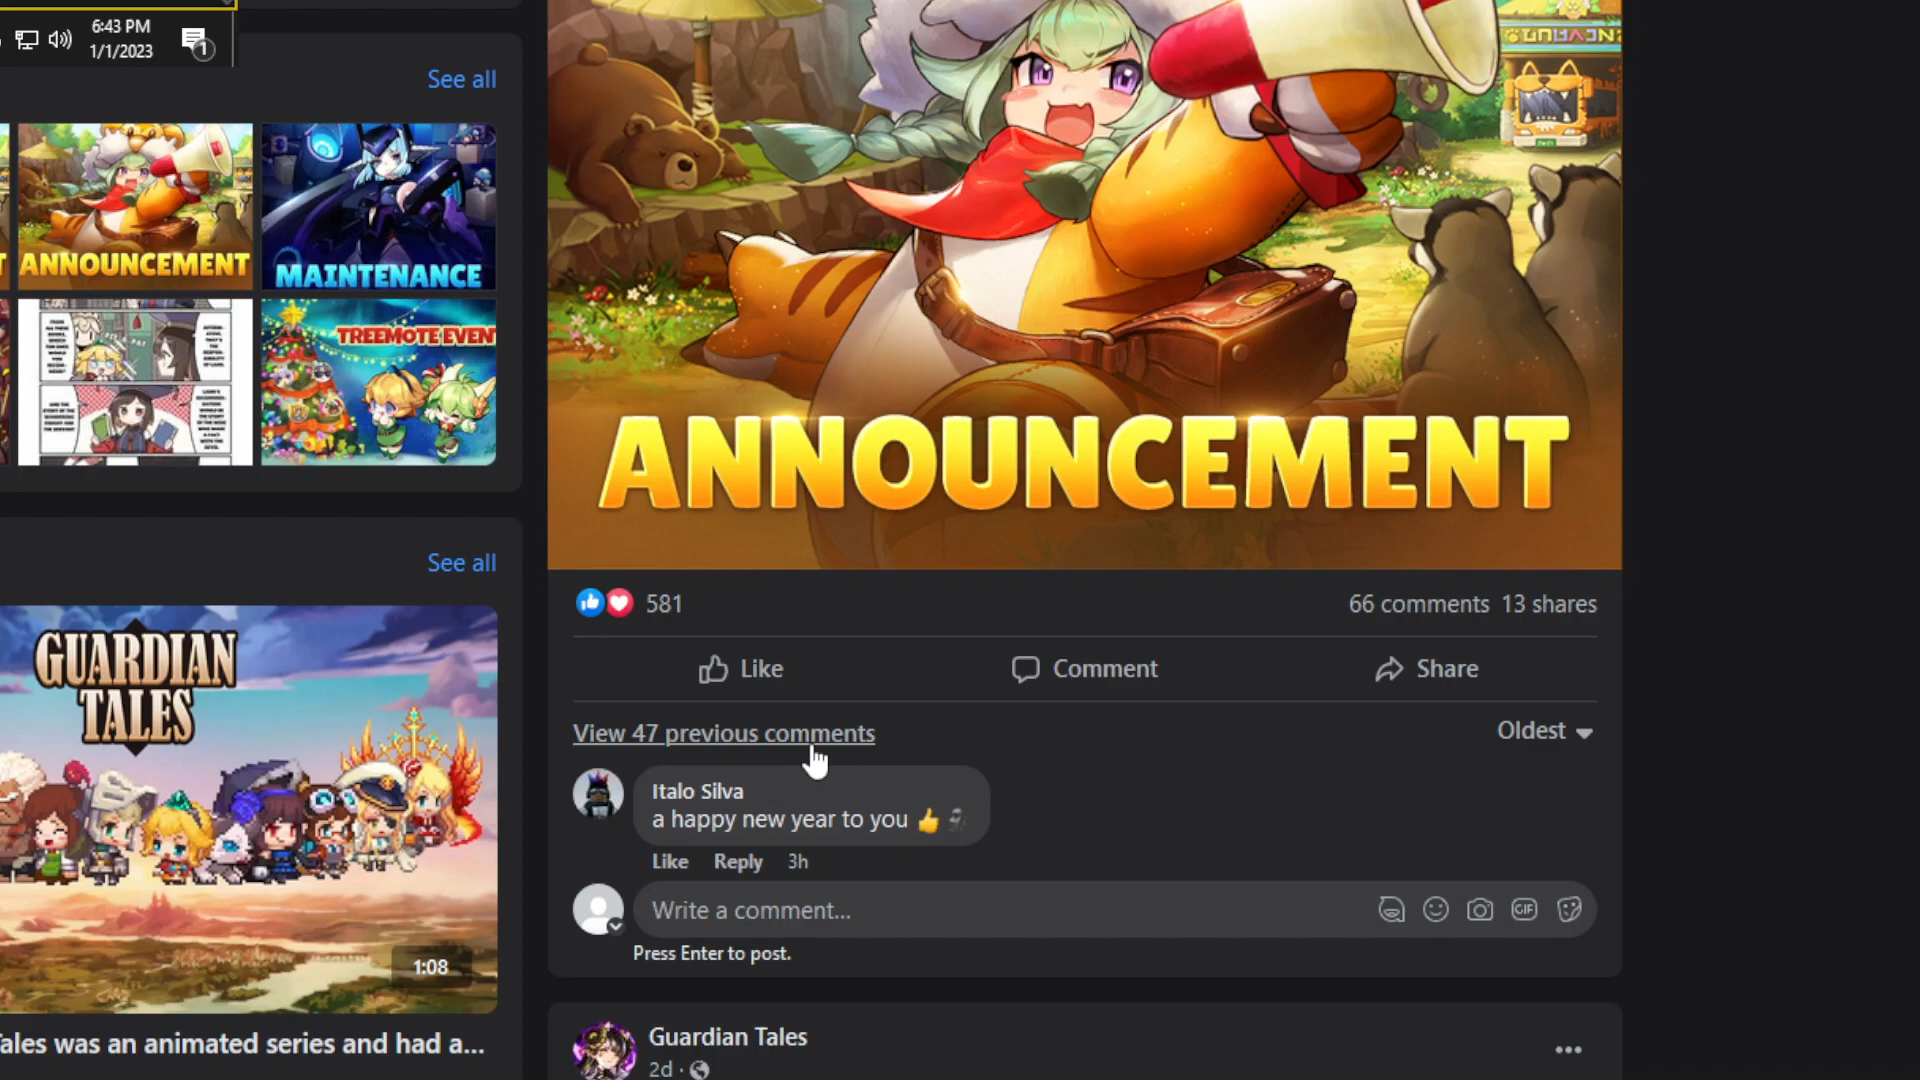 6:43 PM
1/1/2023
1
See all
ANNOUNCEMENT
MAINTENANCE
TREEMOTE EVENT
See all
GUARDIAN
TALES
1:08
ales was an animated series and had a...
ANNOUNCEMENT
581
66 comments 13 shares
Like
Comment
Share
View 47 previous comments
Oldest
Italo Silva
a happy new year to you 👍
Like Reply 3h
Write a comment...
GIF
Press Enter to post.
Guardian Tales
2d ·